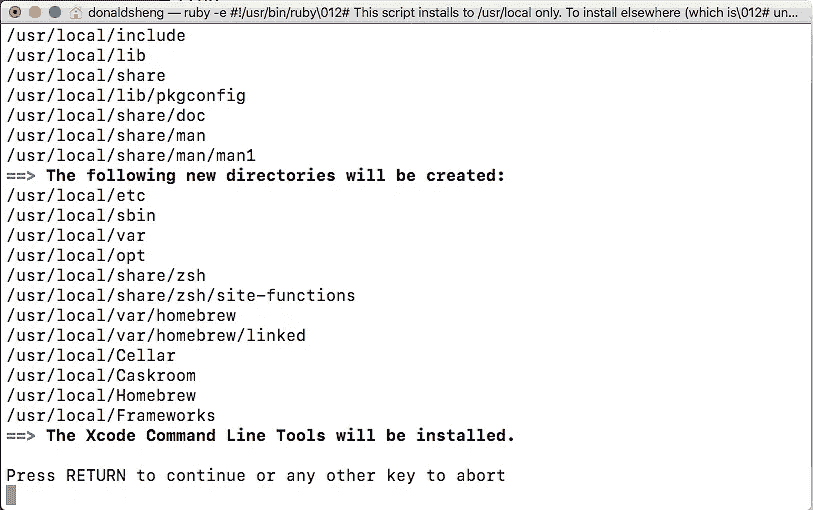 donaldsheng — ruby -e #!/usr/bin/ruby\012# This script installs to /usr/local only. To install elsewhere (which is\012# un...
/usr/local/include
/usr/local/lib
/usr/local/share
/usr/local/lib/pkgconfig
/usr/local/share/doc
/usr/local/share/man
/usr/local/share/man/man1
==> The following new directories will be created:
/usr/local/etc
/usr/local/sbin
/usr/local/var
/usr/local/opt
/usr/local/share/zsh
/usr/local/share/zsh/site-functions
/usr/local/var/homebrew
/usr/local/var/homebrew/linked
/usr/local/Cellar
/usr/local/Caskroom
/usr/local/Homebrew
/usr/local/Frameworks
==> The Xcode Command Line Tools will be installed.
Press RETURN to continue or any other key to abort